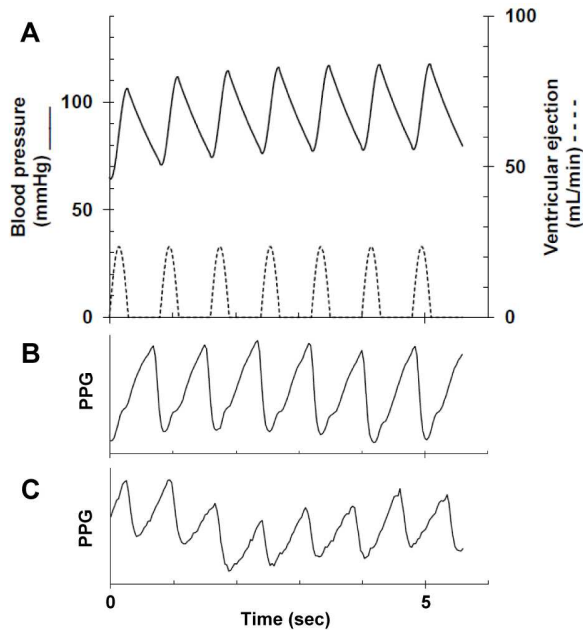 A
100
50
0
Blood pressure
(mmHg)
100
50
0
Ventricular ejection
(mL/min)
B
PPG
C
PPG
0
5
Time (sec)